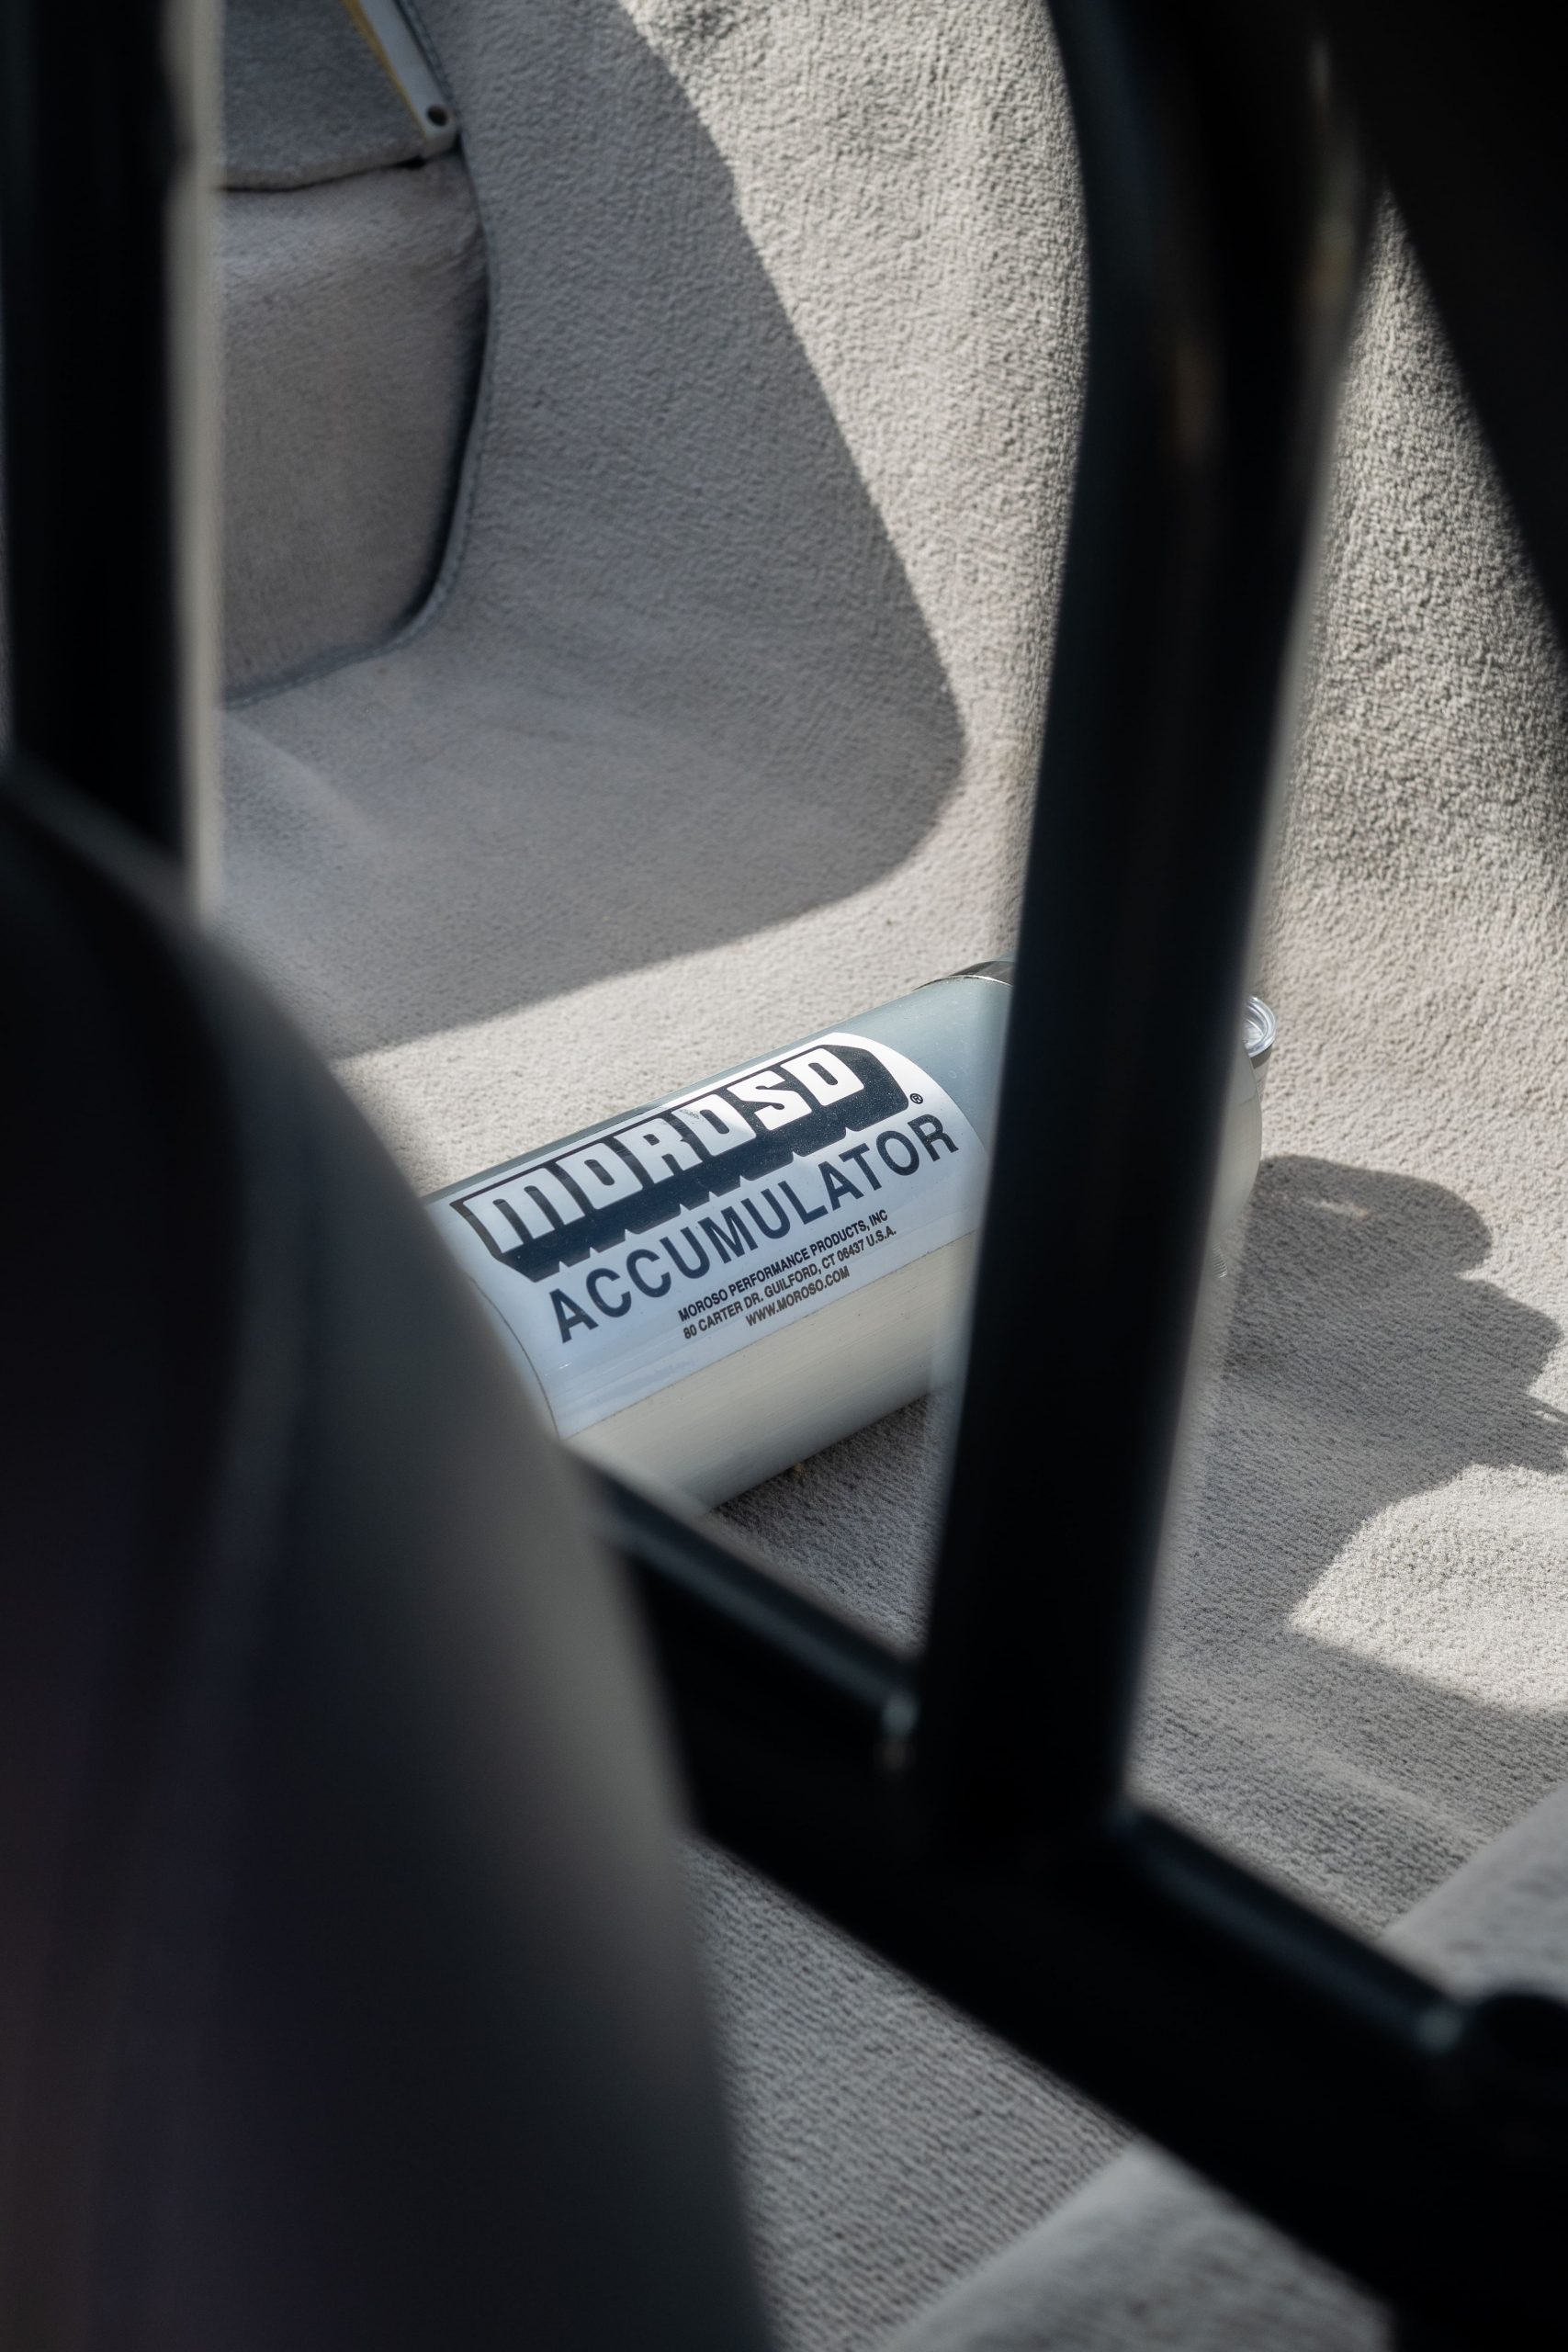 MOROSO®
ACCUMULATOR
MOROSO PERFORMANCE PRODUCTS, INC
80 CARTER DR. GUILFORD, CT 06437 U.S.A.
WWW.MOROSO.COM